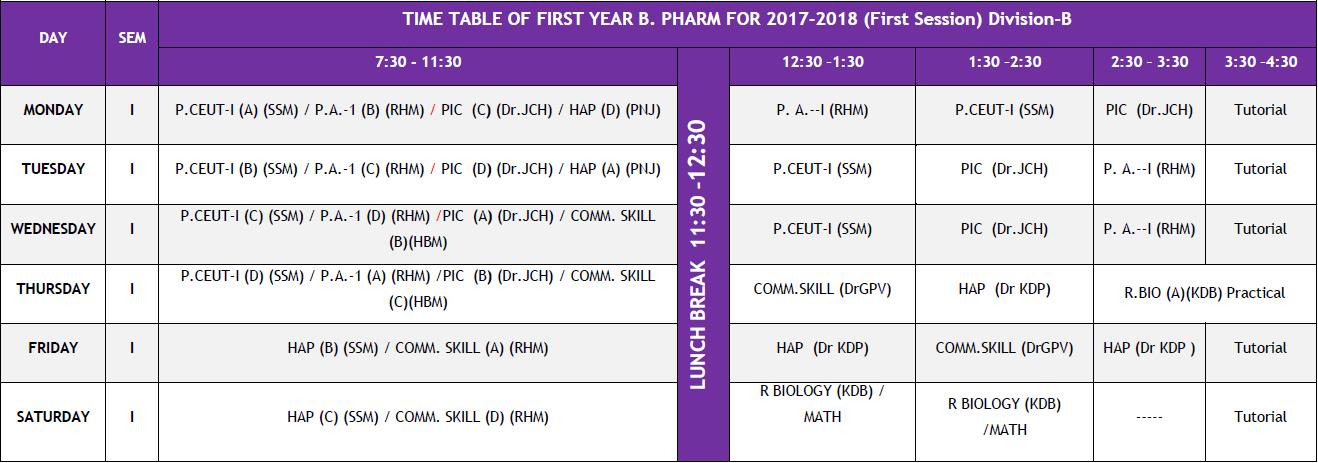 TIME TABLE OF FIRST YEAR B. PHARM FOR 2017-2018 (First Session) Division-B
DAY SEM
7:30 - 11:30 12:30 -1:30 1:30 -2:30 2:30 - 3:30 3:30 -4:30
LUNCH BREAK 11:30 -12:30
MONDAY I P.CEUT-I (A) (SSM) / P.A.-1 (B) (RHM) / PIC (C) (Dr.JCH) / HAP (D) (PNJ) P. A.--I (RHM) P.CEUT-I (SSM) PIC (Dr.JCH) Tutorial
TUESDAY I P.CEUT-I (B) (SSM) / P.A.-1 (C) (RHM) / PIC (D) (Dr.JCH) / HAP (A) (PNJ) P.CEUT-I (SSM) PIC (Dr.JCH) P. A.--I (RHM) Tutorial
P.CEUT-I (C) (SSM) / P.A.-1 (D) (RHM) /PIC (A) (Dr.JCH) / COMM. SKILL
WEDNESDAY I P.CEUT-I (SSM) PIC (Dr.JCH) P. A.--I (RHM) Tutorial
(B)(HBM)
P.CEUT-I (D) (SSM) / P.A.-1 (A) (RHM) /PIC (B) (Dr.JCH) / COMM. SKILL
THURSDAY I COMM.SKILL (DrGPV) HAP (Dr KDP) R.BIO (A)(KDB) Practical
(C)(HBM)
FRIDAY I HAP (B) (SSM) / COMM. SKILL (A) (RHM) HAP (Dr KDP) COMM.SKILL (DrGPV) HAP (Dr KDP ) Tutorial
R BIOLOGY (KDB) / R BIOLOGY (KDB)
SATURDAY I HAP (C) (SSM) / COMM. SKILL (D) (RHM) ----- Tutorial
MATH /MATH